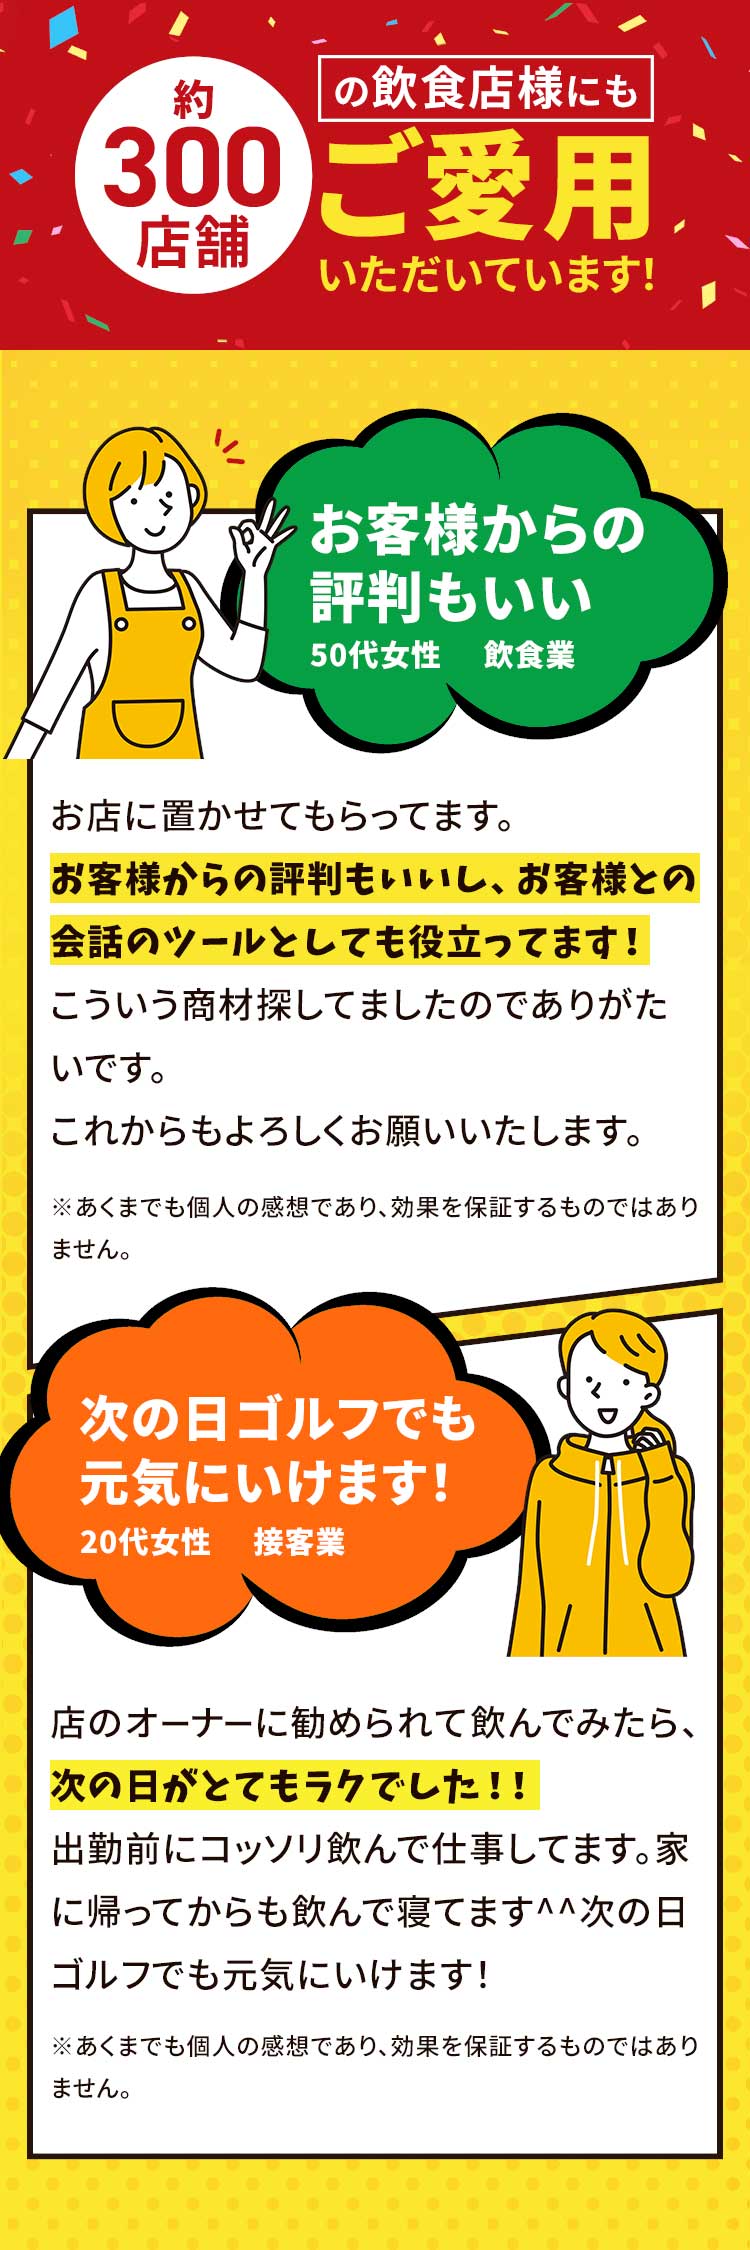 約
300
店舗
の飲食店様にも
ご愛用
いただいています!
お客様からの
評判もいい
50代女性　飲食業
お店に置かせてもらってます。
お客様からの評判もいいし、お客様との
会話のツールとしても役立ってます！
こういう商材探してましたのでありがた
いです。
これからもよろしくお願いいたします。
※あくまでも個人の感想であり、効果を保証するものではあり
ません。
次の日ゴルフでも
元気にいけます!
20代女性　接客業
店のオーナーに勧められて飲んでみたら、
次の日がとてもラクでした！！
出勤前にコッソリ飲んで仕事してます。家
に帰ってからも飲んで寝てます^^次の日
ゴルフでも元気にいけます!
※あくまでも個人の感想であり、効果を保証するものではあり
ません。